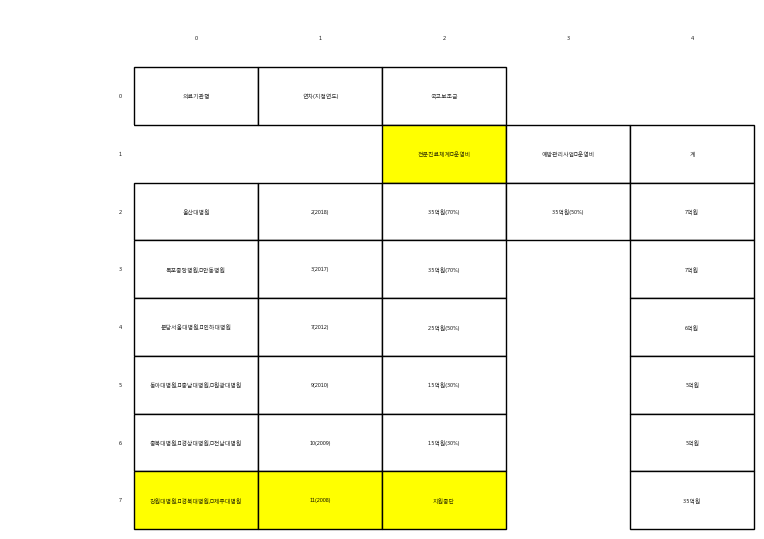 0 1 2 3 4
0 의료기관명 연차(지정연도) 국고보조금
1 전문진료체계□운영비 예방관리사업□운영비 계
2 울산대병원 2(2018) 3.5억원(70%) 3.5억원(50%) 7억원
3 목포중앙병원,□안동병원 3(2017) 3.5억원(70%) 7억원
4 분당서울대병원,□인하대병원 7(2012) 2.5억원(50%) 6억원
5 동아대병원,□충남대병원,□원광대병원 9(2010) 1.5억원(30%) 5억원
6 충북대병원,□경상대병원,□전남대병원 10(2009) 1.5억원(30%) 5억원
7 강원대병원,□경북대병원,□제주대병원 11(2008) 지원중단 3.5억원